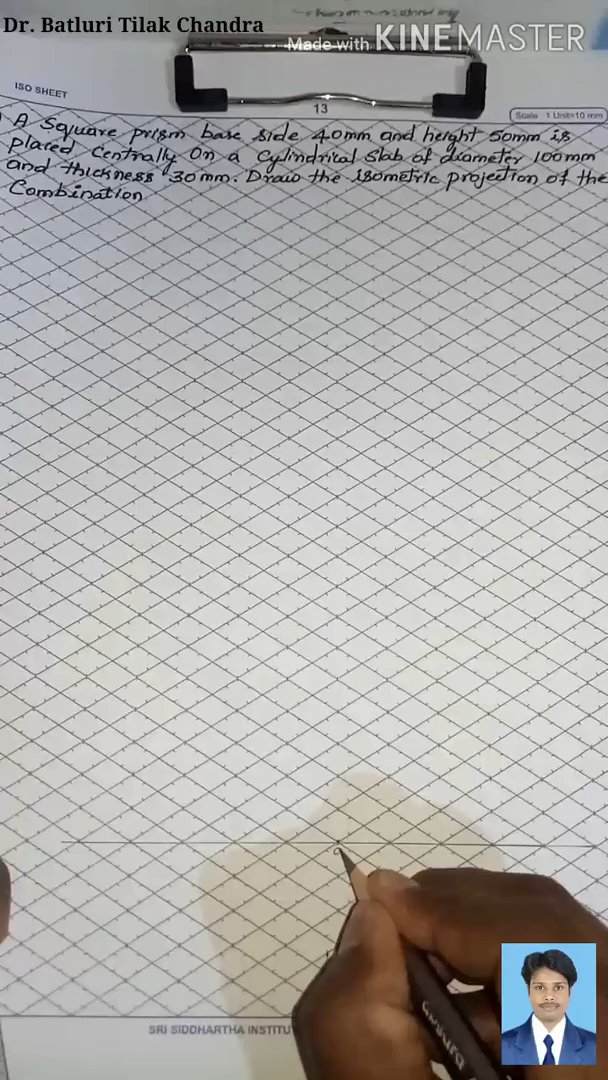 Dr. Batluri Tilak Chandra
Made with KINEMASTER
ISO SHEET
13
Scale 1 Unit=10 mm
A Square prism base side 40mm and height 50mm is
placed centrally on a cylindrical slab of diameter 100mm
and thickness 30mm. Draw the isometric projection of the
Combination
SRI SIDDHARTHA